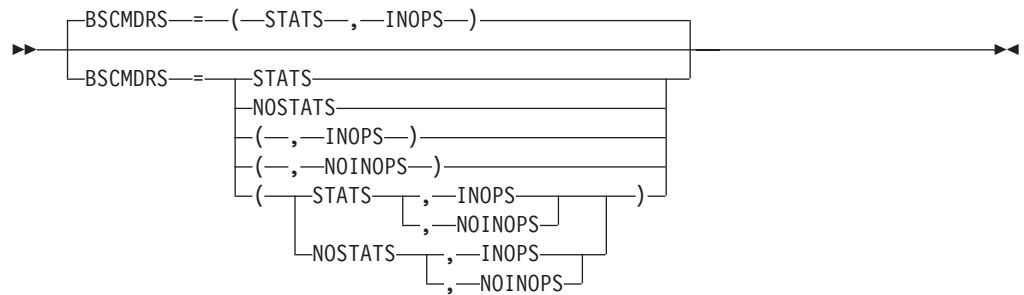 BSCMDRS = ( STATS , INOPS )
BSCMDRS = STATS
NOSTATS
( , INOPS )
( , NOINOPS )
( STATS , INOPS )
, NOINOPS
NOSTATS , INOPS
, NOINOPS